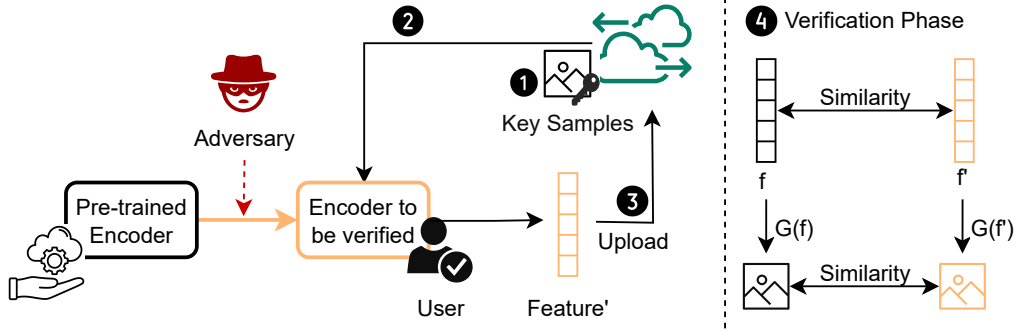 2
4 Verification Phase
1
Key Samples
Similarity
Adversary
f
f'
Pre-trained
Encoder
Encoder to
be verified
3
Upload
G(f)
G(f')
Similarity
User
Feature'